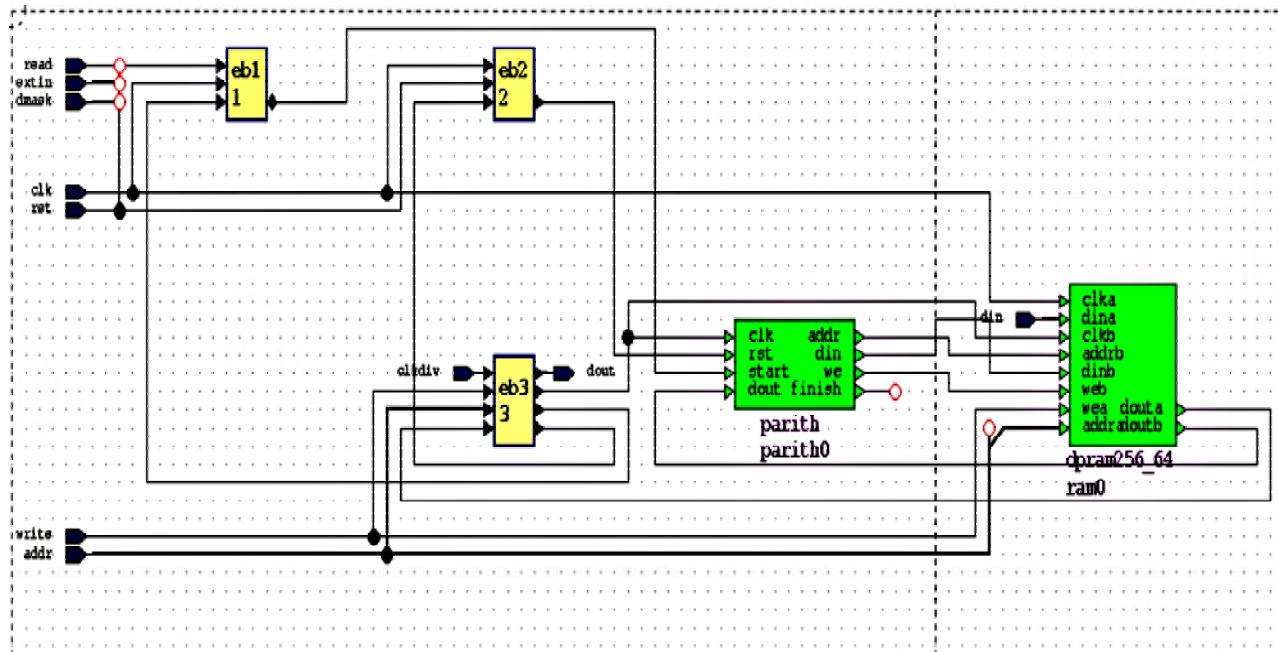 read
extin
dmask
eb1
1
eb2
2
clk
rst
clka
din
dina
clk addr
clkb
rst din
addrb
clkdiv
dout
start we
dinb
eb3
dout finish
web
3
wea douta
parith
addra doutb
parith0
dpram256_64
ram0
write
addr